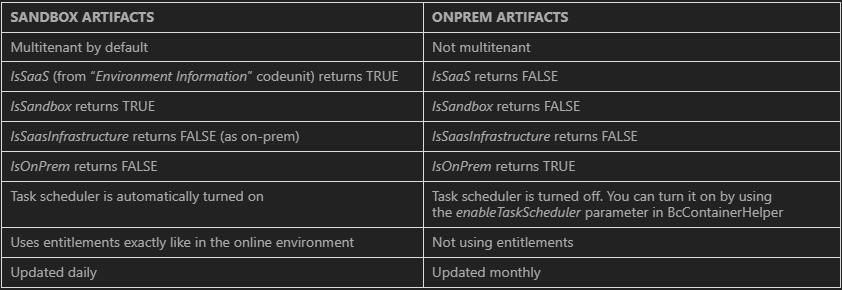 SANDBOX ARTIFACTS ONPREM ARTIFACTS
Multitenant by default Not multitenant
IsSaaS (from "Environment Information" codeunit) returns TRUE IsSaaS returns FALSE
IsSandbox returns TRUE IsSandbox returns FALSE
IsSaasInfrastructure returns FALSE (as on-prem) IsSaasInfrastructure returns FALSE
IsOnPrem returns FALSE IsOnPrem returns TRUE
Task scheduler is automatically turned on Task scheduler is turned off. You can turn it on by using
the enableTaskScheduler parameter in BcContainerHelper
Uses entitlements exactly like in the online environment Not using entitlements
Updated daily Updated monthly